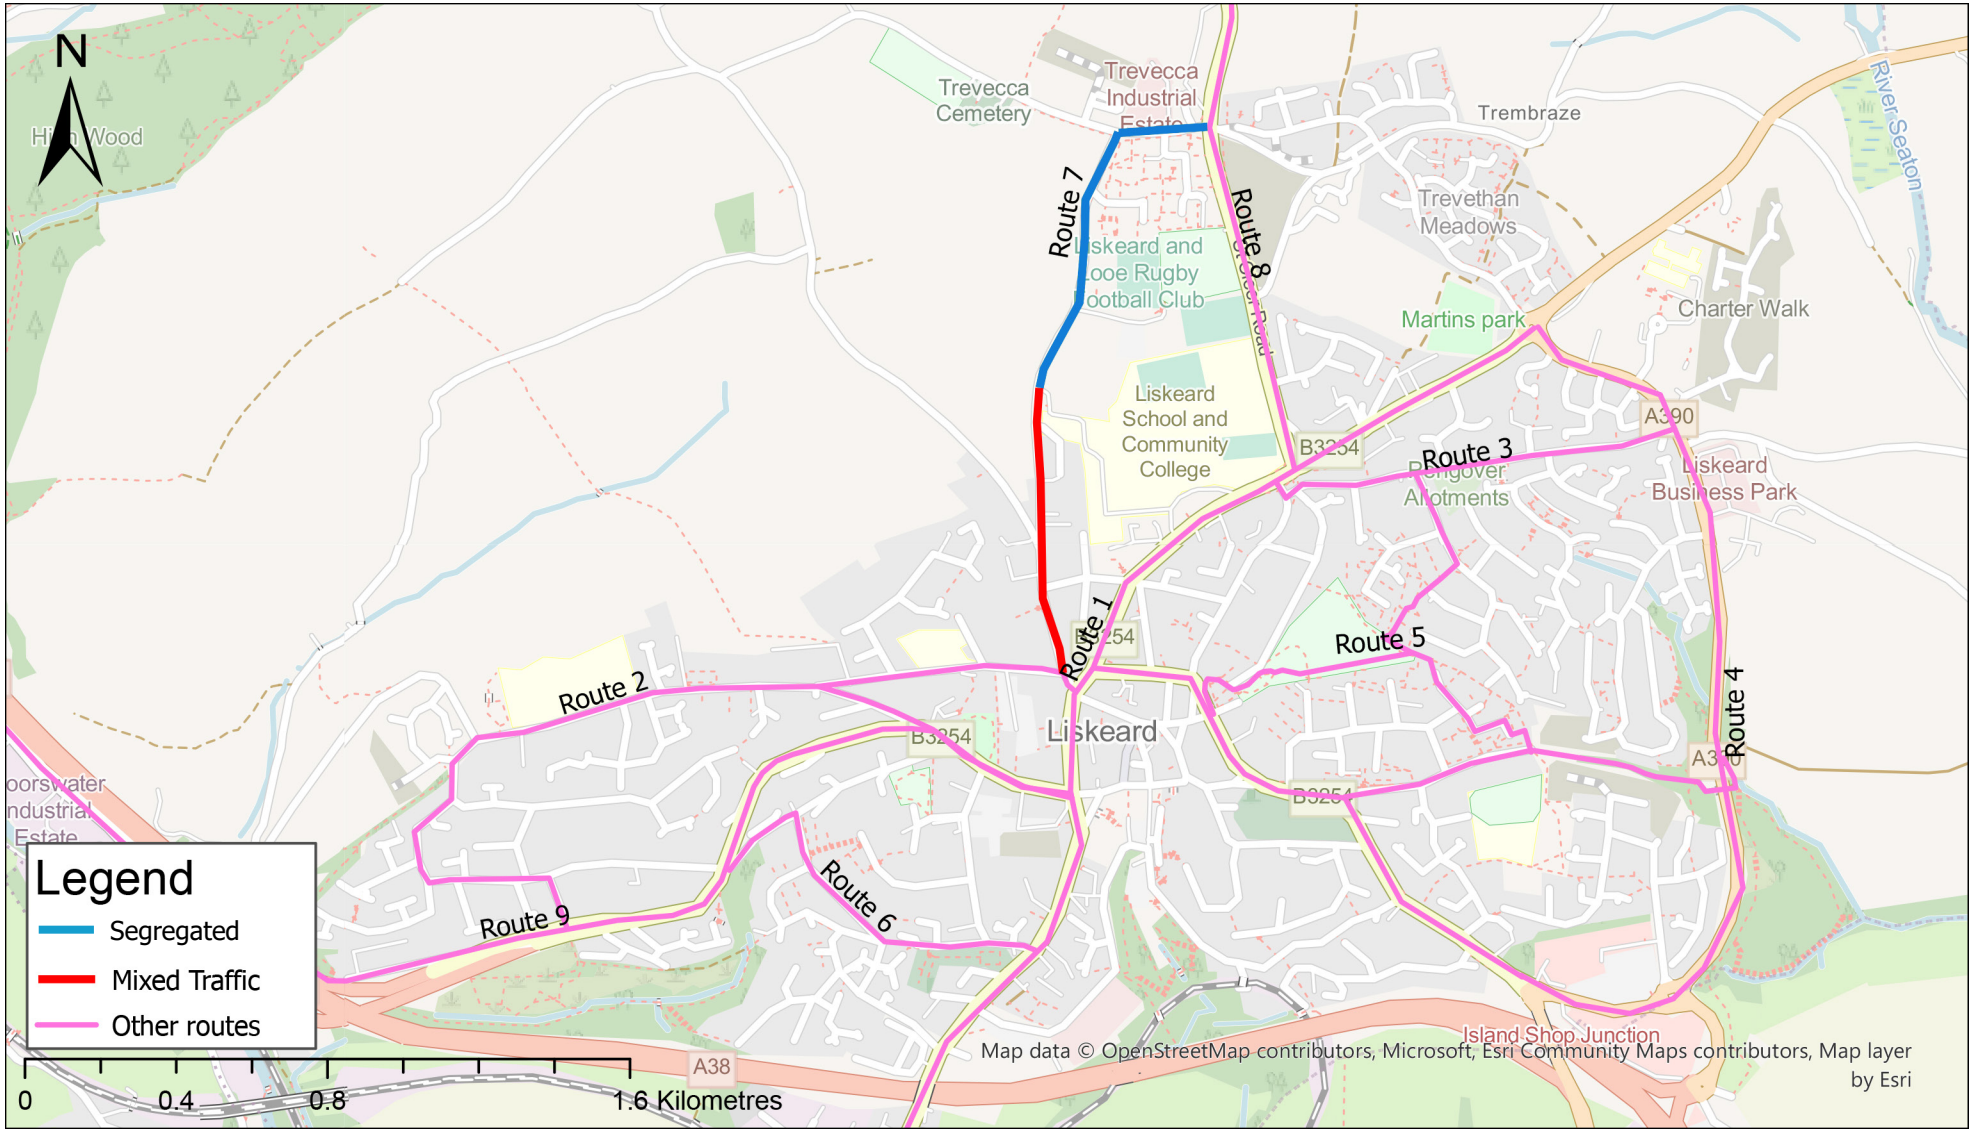 N
High Wood
Trevecca
Cemetery
Trevecca
Industrial
Estate
Trembraze
River Seaton
Route 7
Route 8
Trevethan
Meadows
Liskeard and
Looe Rugby
Football Club
Martins park
Charter Walk
Liskeard
School and
Community
College
B3254
A390
Route 3
Pengover
Allotments
Liskeard
Business Park
Route 1
B3254
Route 5
Route 2
Route 4
Liskeard
B3254
A390
B3254
oorswater
ndustrial
Estate
Route 6
Route 9
Legend
Segregated
Mixed Traffic
Other routes
Island Shop Junction
A38
Map data © OpenStreetMap contributors, Microsoft, Esri Community Maps contributors, Map layer
by Esri
0 0.4 0.8 1.6 Kilometres